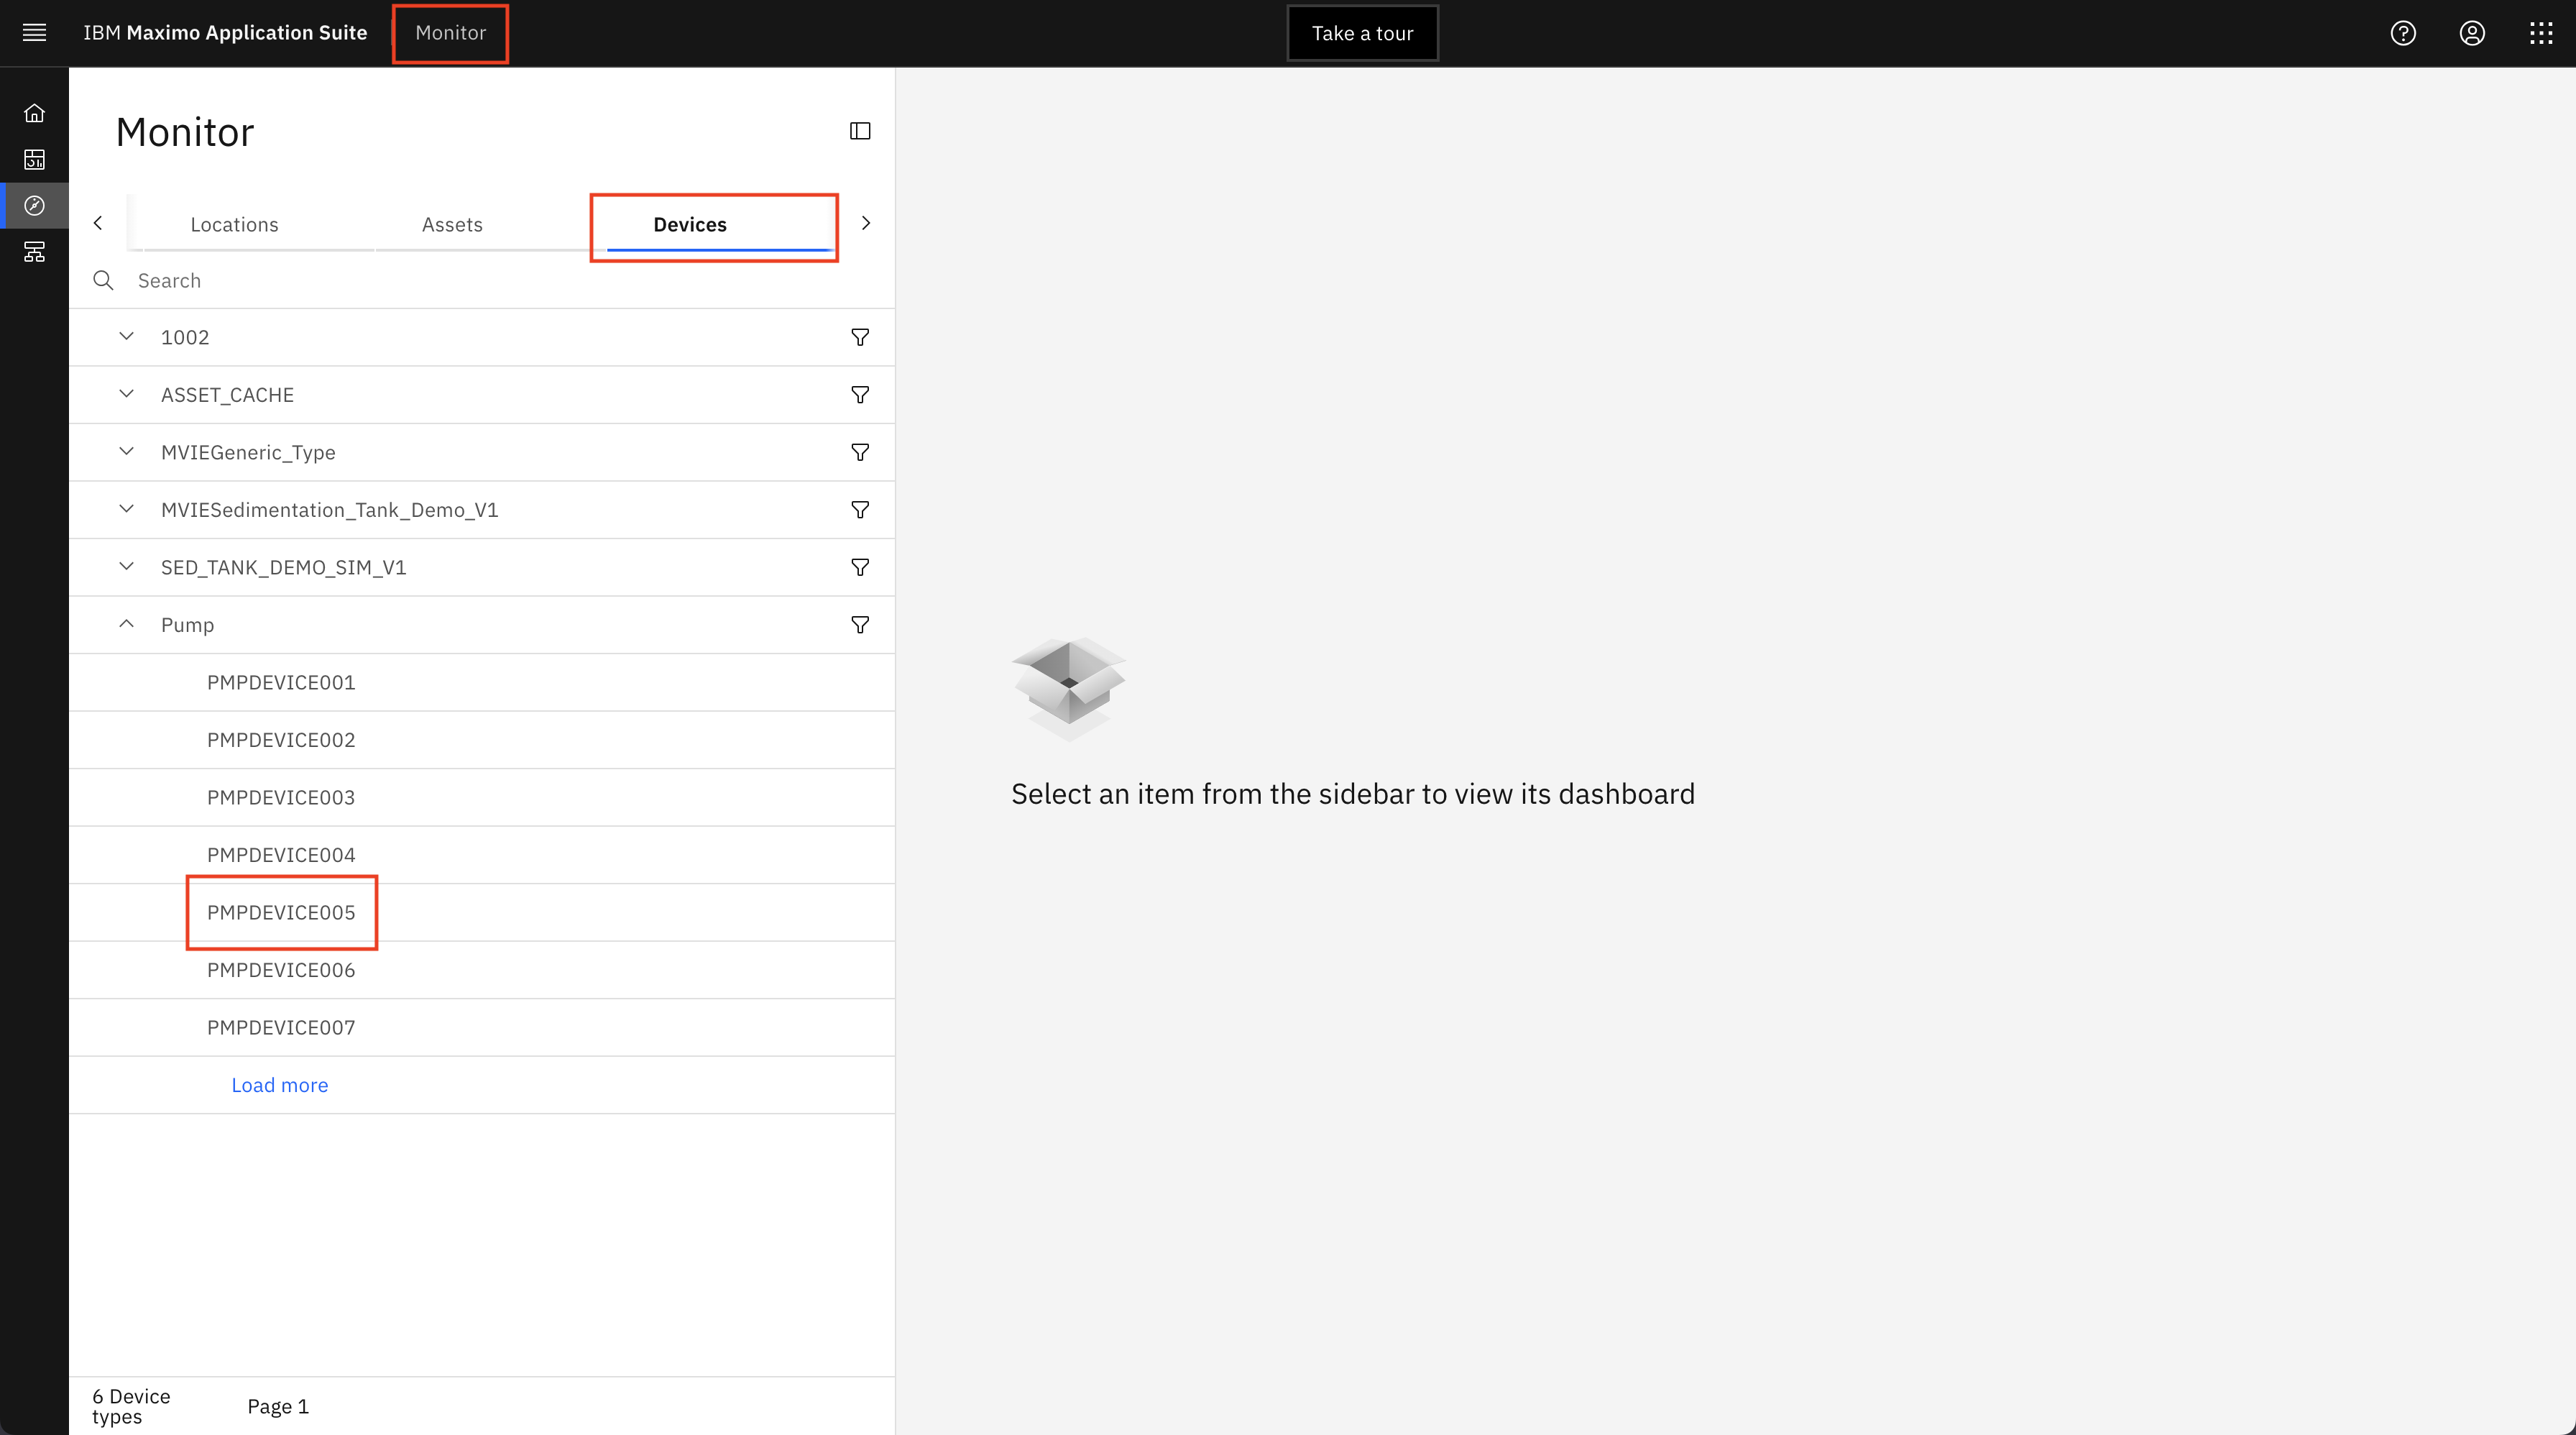 IBM Maximo Application Suite
Monitor
Take a tour
Monitor
Locations
Assets
Devices
Search
1002
ASSET_CACHE
MVIEGeneric_Type
MVIESedimentation_Tank_Demo_V1
SED_TANK_DEMO_SIM_V1
Pump
PMPDEVICE001
PMPDEVICE002
PMPDEVICE003
PMPDEVICE004
PMPDEVICE005
PMPDEVICE006
PMPDEVICE007
Load more
Select an item from the sidebar to view its dashboard
6 Device
types
Page 1